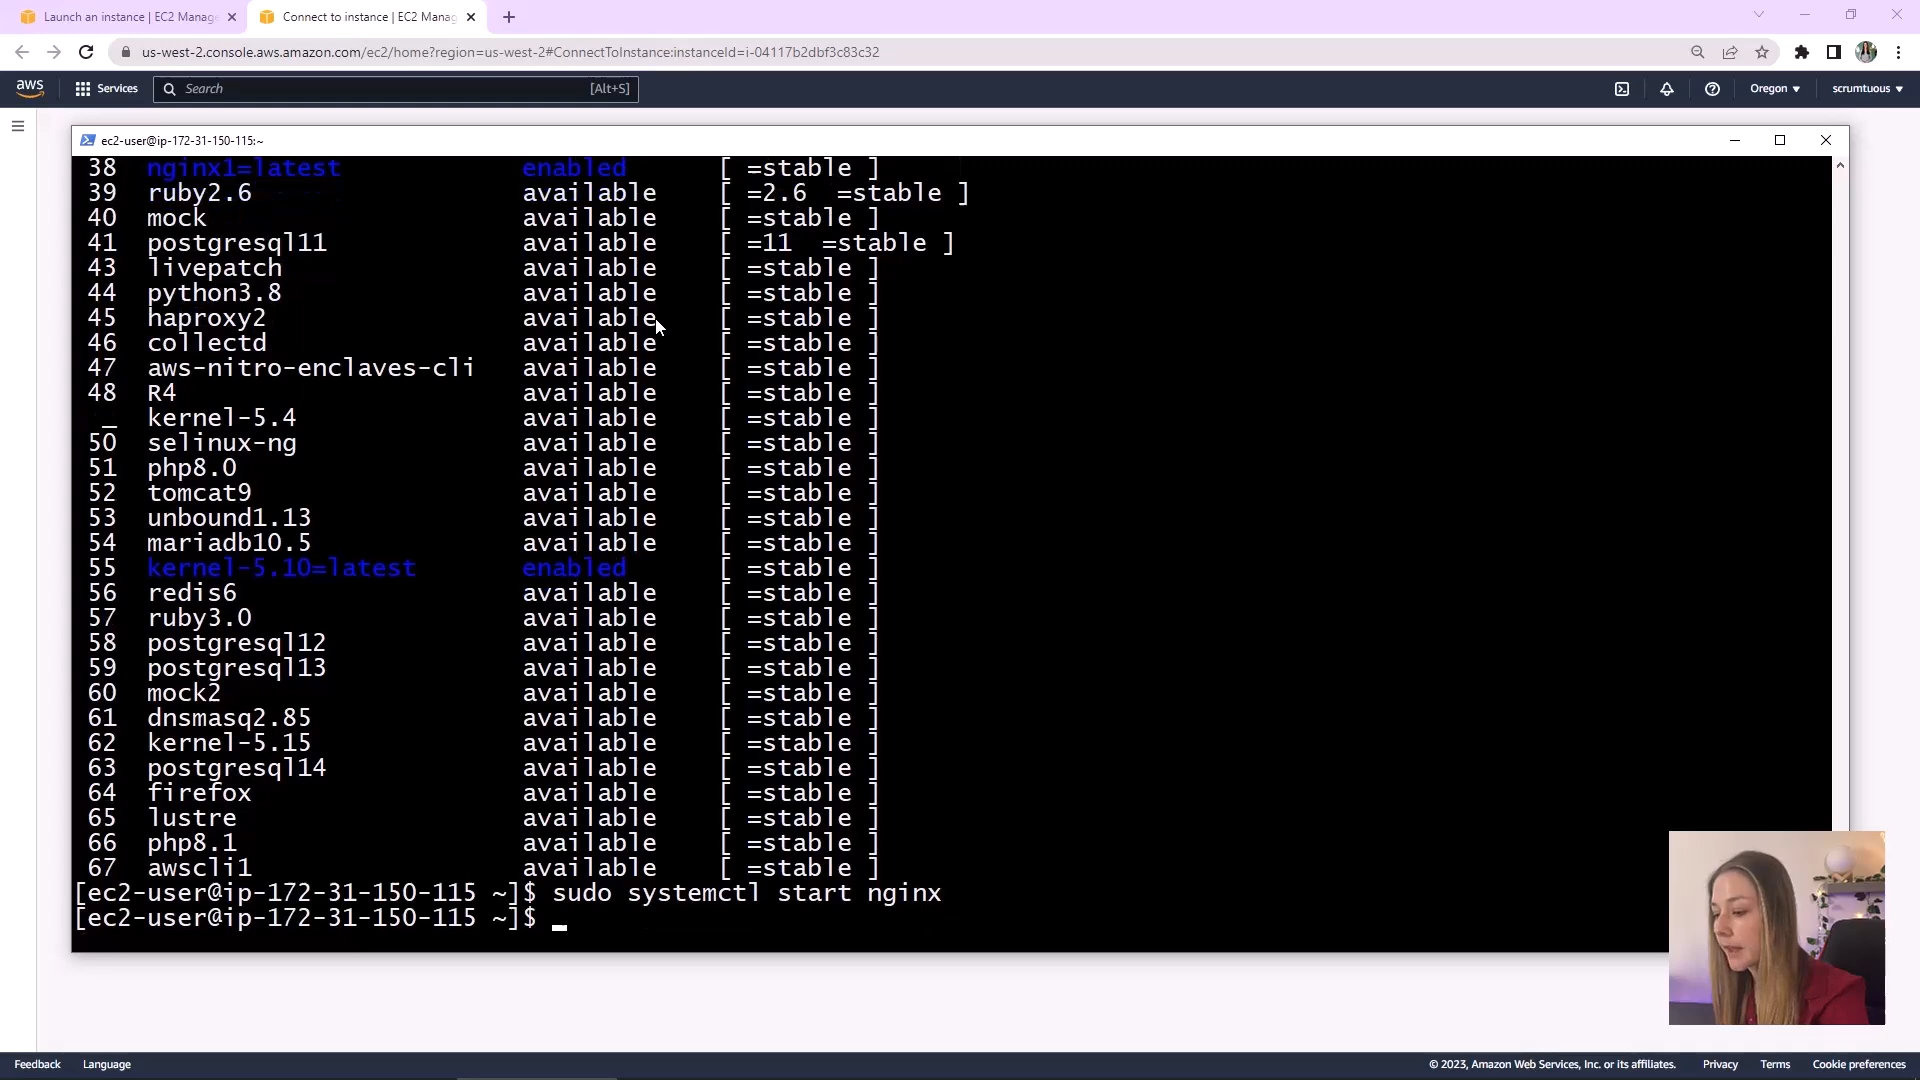 Launch an instance | EC2 Manage
Connect to instance | EC2 Manag
us-west-2.console.aws.amazon.com/ec2/home?region=us-west-2#ConnectToInstance:instanceId=i-04117b2dbf3c83c32
aws
Services
Search
[Alt+S]
Oregon
scrumtuous
ec2-user@ip-172-31-150-115:~
38 nginx1=latest enabled [ =stable ]
39 ruby2.6 available [ =2.6 =stable ]
40 mock available [ =stable ]
41 postgresql11 available [ =11 =stable ]
43 livepatch available [ =stable ]
44 python3.8 available [ =stable ]
45 haproxy2 available [ =stable ]
46 collectd available [ =stable ]
47 aws-nitro-enclaves-cli available [ =stable ]
48 R4 available [ =stable ]
_ kernel-5.4 available [ =stable ]
50 selinux-ng available [ =stable ]
51 php8.0 available [ =stable ]
52 tomcat9 available [ =stable ]
53 unbound1.13 available [ =stable ]
54 mariadb10.5 available [ =stable ]
55 kernel-5.10=latest enabled [ =stable ]
56 redis6 available [ =stable ]
57 ruby3.0 available [ =stable ]
58 postgresql12 available [ =stable ]
59 postgresql13 available [ =stable ]
60 mock2 available [ =stable ]
61 dnsmasq2.85 available [ =stable ]
62 kernel-5.15 available [ =stable ]
63 postgresql14 available [ =stable ]
64 firefox available [ =stable ]
65 lustre available [ =stable ]
66 php8.1 available [ =stable ]
67 awscli1 available [ =stable ]
[ec2-user@ip-172-31-150-115 ~]$ sudo systemctl start nginx
[ec2-user@ip-172-31-150-115 ~]$
Feedback
Language
© 2023, Amazon Web Services, Inc. or its affiliates.
Privacy
Terms
Cookie preferences